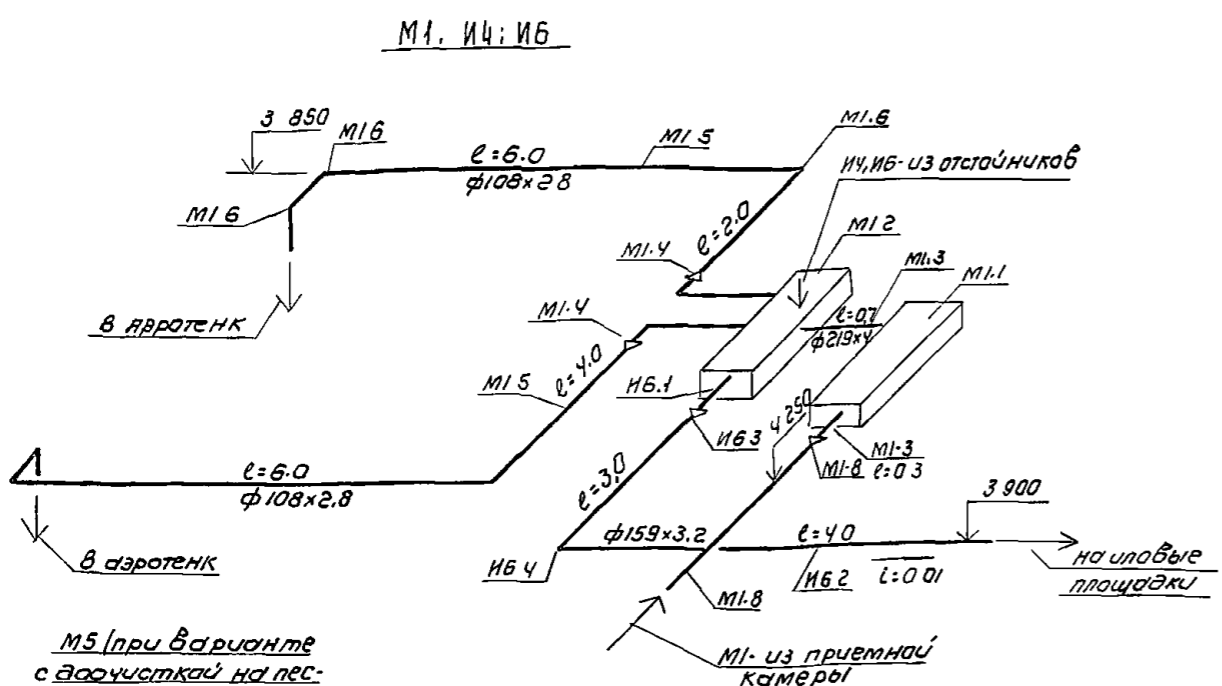 М1. И4; И6
3 850
М1 6
l=6.0
М1 5
М1.6
ф108×2 8
И4, И6- из отстойников
М1 6
l=2.0
М1 2
М1.4
М1.3
М1.1
в аэротенк
М1.4
l=0,7
ф219×4
М1 5
l=4.0
И6.1
4 250
И6 3
М1-3
М1-8
l=0 3
l=6.0
ф108×2.8
l=3,0
3 900
ф159×3.2
l=4 0
в аэротенк
И6 4
И6 2
i=0 01
на иловые
площадки
М1.8
М5 (при варианте
с доочисткой на пес-
М1- из приемной
камеры